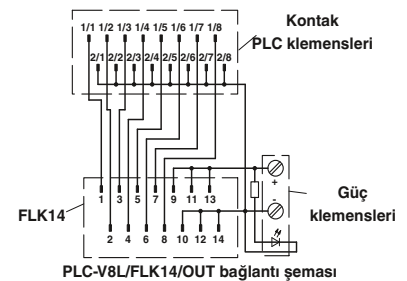 1/1 1/2 1/3 1/4 1/5 1/6 1/7 1/8
2/1 2/2 2/3 2/4 2/5 2/6 2/7 2/8
Kontak
PLC klemensleri
1 3 5 7 9 11 13
+
-
FLK14
2 4 6 8 10 12 14
Güç
klemensleri
PLC-V8L/FLK14/OUT bağlantı şeması